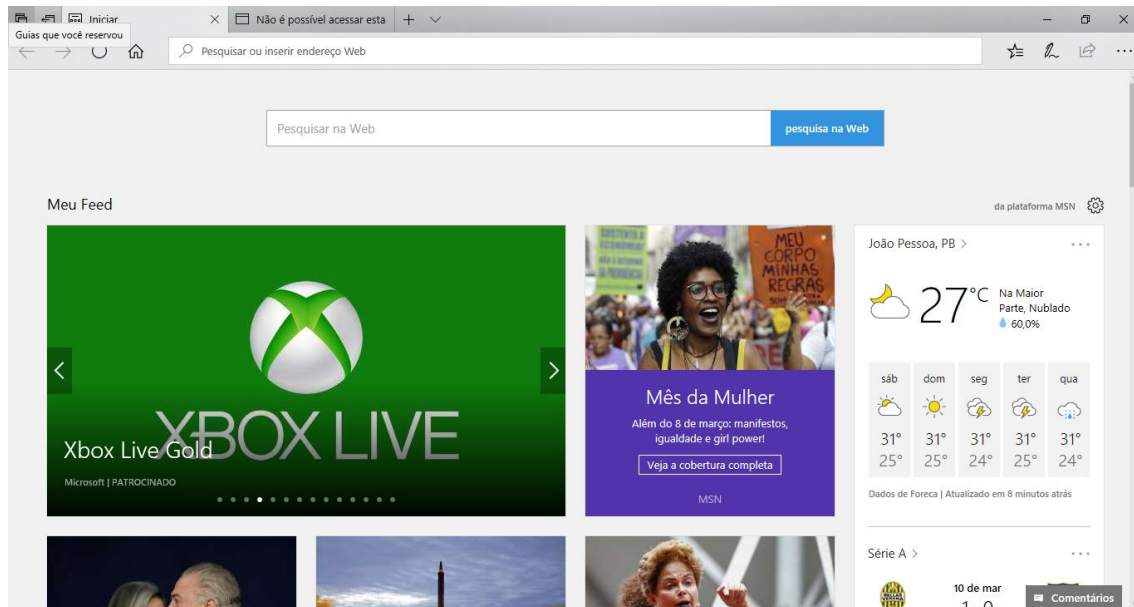 Iniciar
Não é possível acessar esta
Guias que você reservou
Pesquisar ou inserir endereço Web
Pesquisar na Web
pesquisa na Web
Meu Feed
da plataforma MSN
XBOX LIVE
Xbox Live Gold
Microsoft | PATROCINADO
MEU
CORPO
MINHAS
REGRAS
Mês da Mulher
Além do 8 de março: manifestos,
igualdade e girl power!
Veja a cobertura completa
MSN
João Pessoa, PB >
27°C
Na Maior
Parte, Nublado
60,0%
sáb dom seg ter qua
31° 31° 31° 31° 31°
25° 25° 24° 25° 24°
Dados de Foreca | Atualizado em 8 minutos atrás
Série A >
10 de mar
Comentários